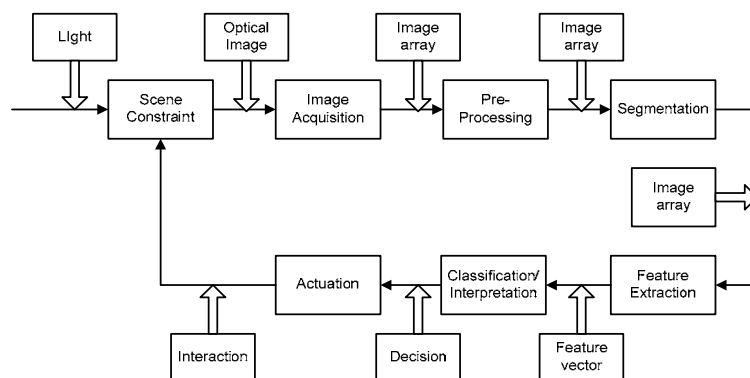 LIght
Optical
Image
Image
array
Image
array
Scene
Constraint
Image
Acquisition
Pre-
Processing
Segmentation
Image
array
Actuation
Classification/
Interpretation
Feature
Extraction
Interaction
Decision
Feature
vector